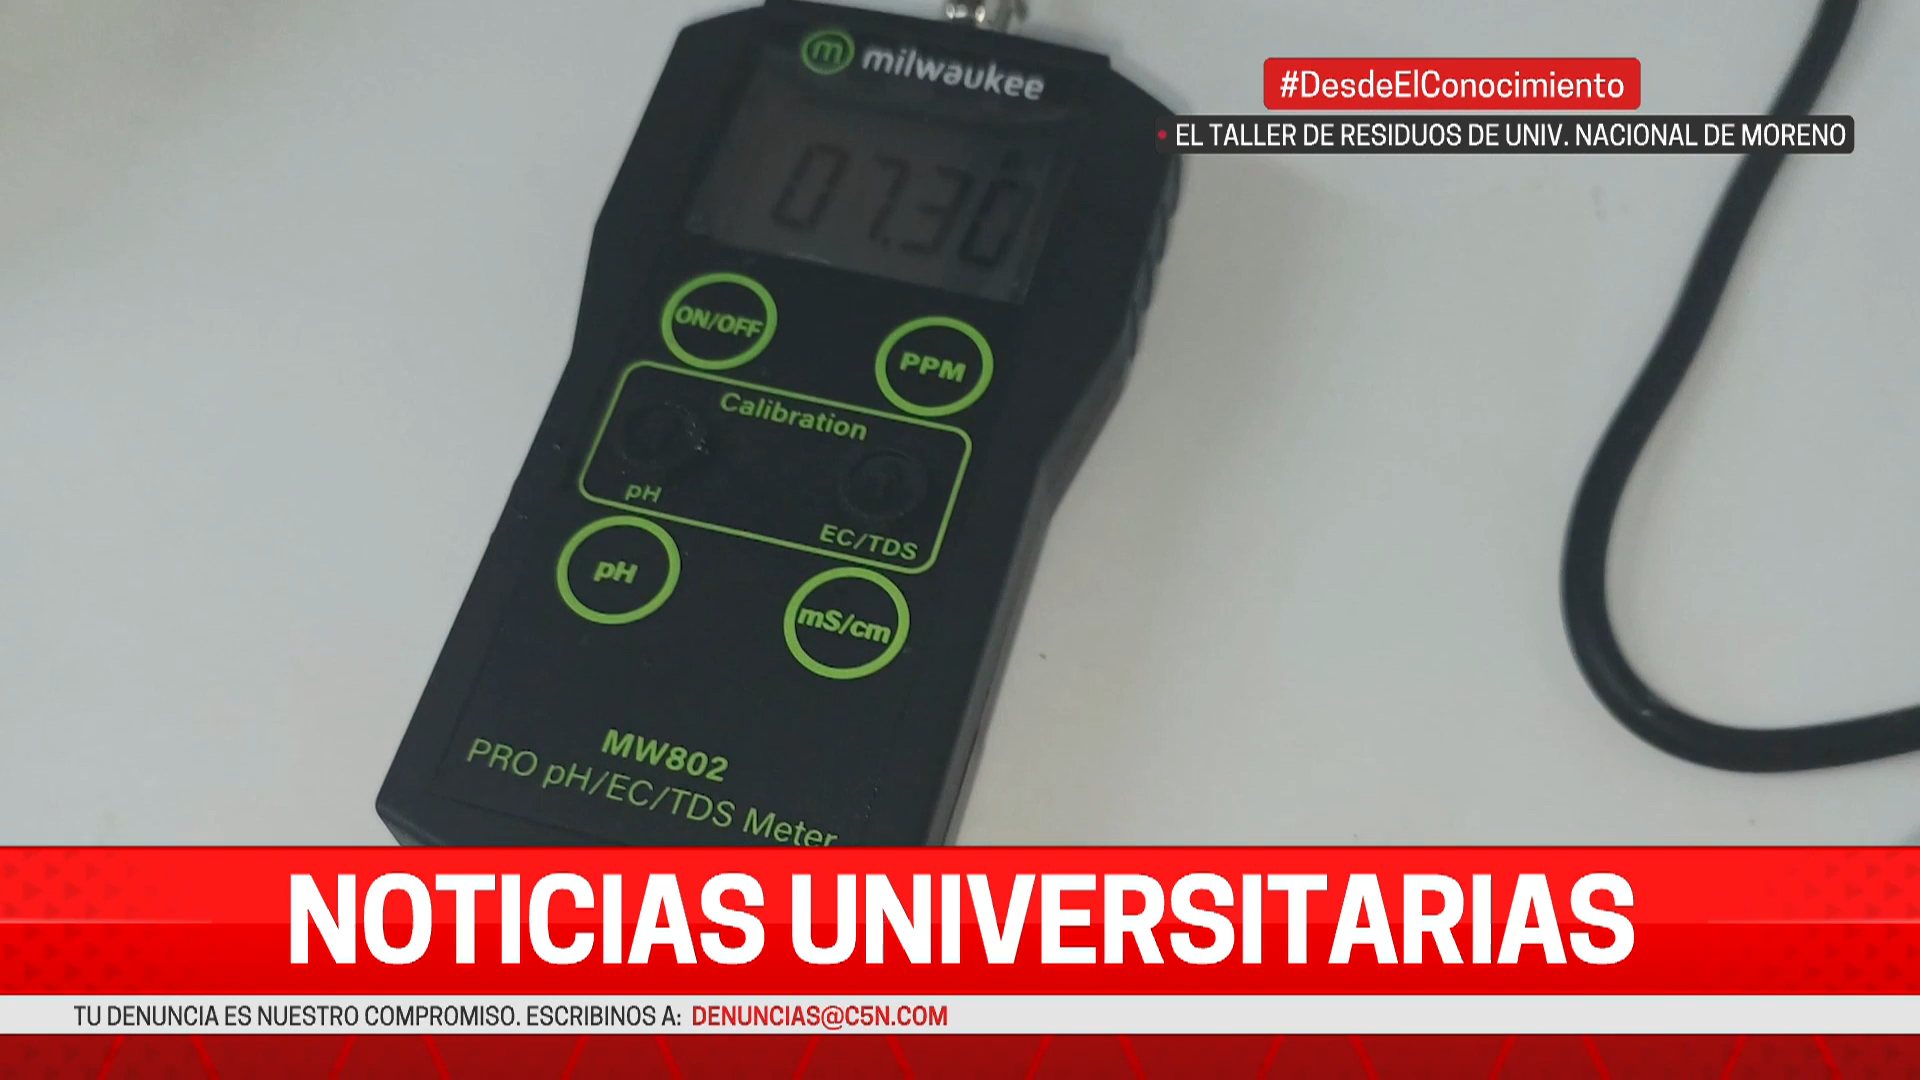 milwaukee
#DesdeElConocimiento
EL TALLER DE RESIDUOS DE UNIV. NACIONAL DE MORENO
07.30
ON/OFF
PPM
Calibration
pH
EC/TDS
pH
mS/cm
MW802
PRO pH/EC/TDS Meter
NOTICIAS UNIVERSITARIAS
TU DENUNCIA ES NUESTRO COMPROMISO. ESCRIBINOS A: DENUNCIAS@C5N.COM